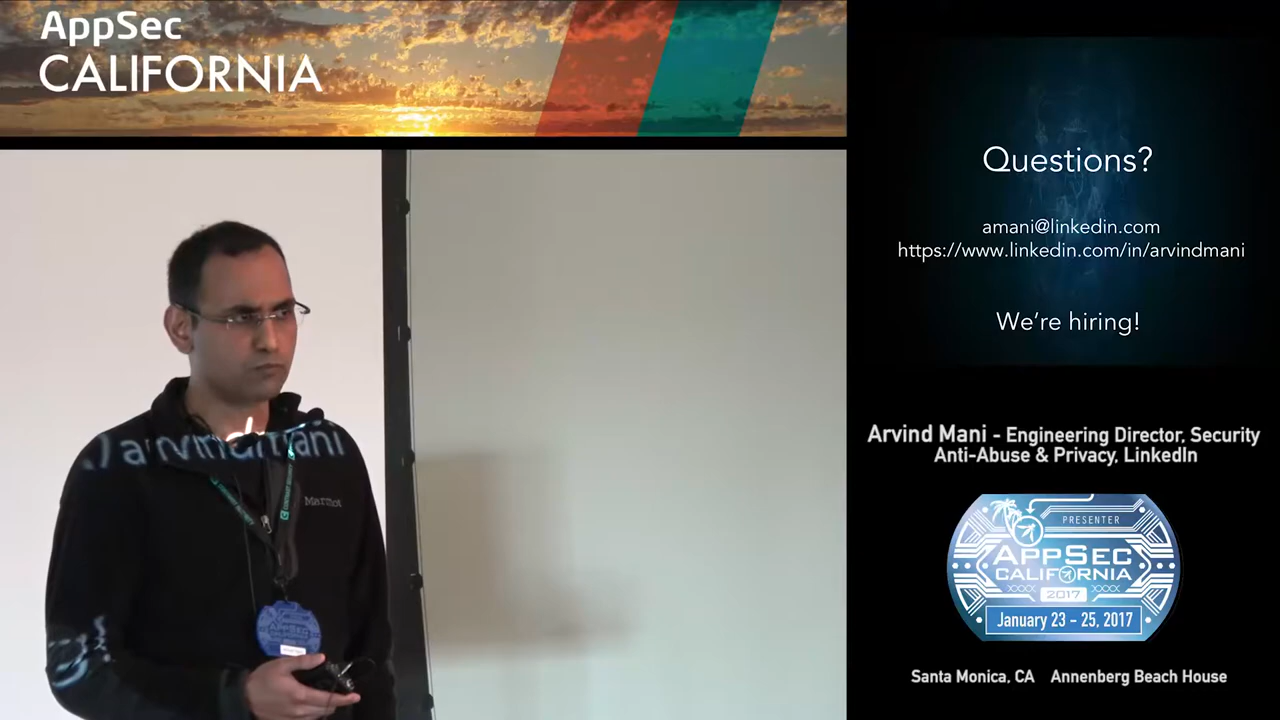 AppSec
CALIFORNIA
Questions?
amani@linkedin.com
https://www.linkedin.com/in/arvindmani
We're hiring!
arvindmani
Marmot
Arvind Mani - Engineering Director, Security
Anti-Abuse & Privacy, LinkedIn
PRESENTER
APPSEC
CALIFORNIA
2017
January 23 - 25, 2017
Santa Monica, CA Annenberg Beach House